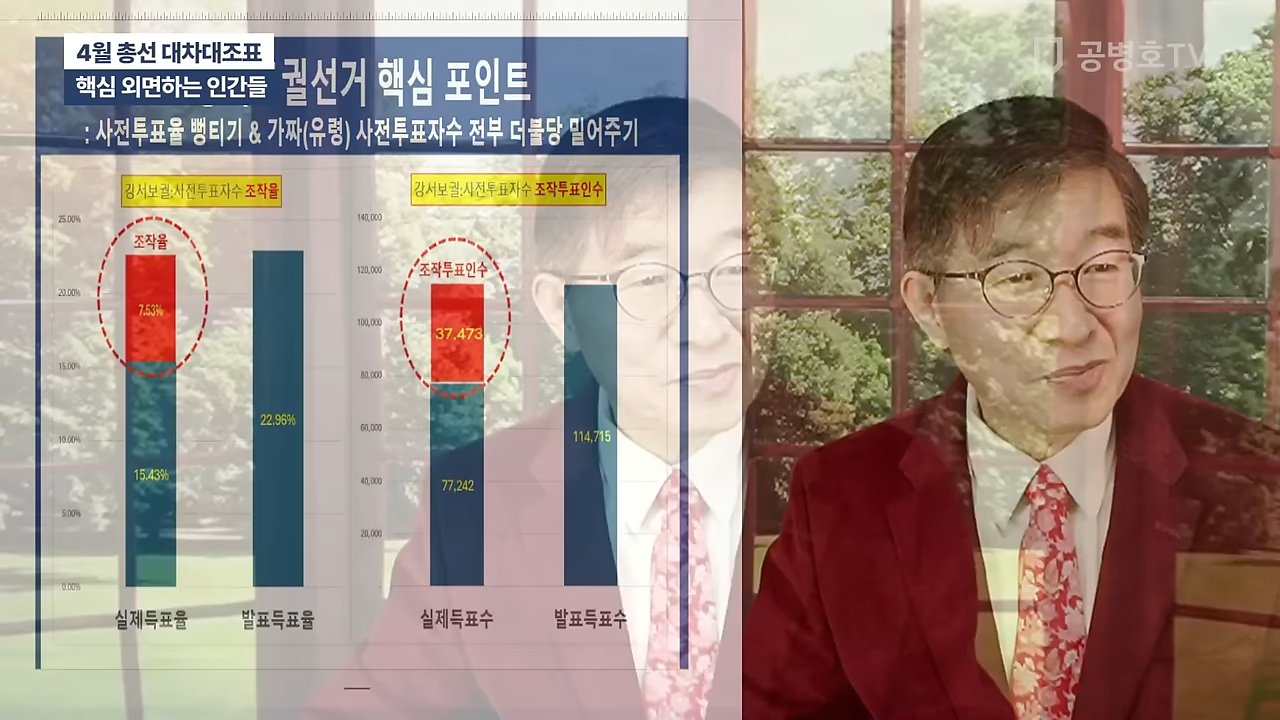 4월 총선 대차대조표
핵심 외면하는 인간들
공병호TV
궐선거 핵심 포인트
: 사전투표율 뻥티기 & 가짜(유령) 사전투표자수 전부 더불당 밀어주기
강서보궐:사전투표자수 조작율
강서보궐:사전투표자수 조작투표인수
25.00%
20.00%
15.00%
10.00%
5.00%
0.00%
조작율
7.53%
15.43%
22.96%
실제득표율
발표득표율
140,000
120,000
100,000
80,000
60,000
40,000
20,000
조작투표인수
37,473
77,242
114,715
실제득표수
발표득표수